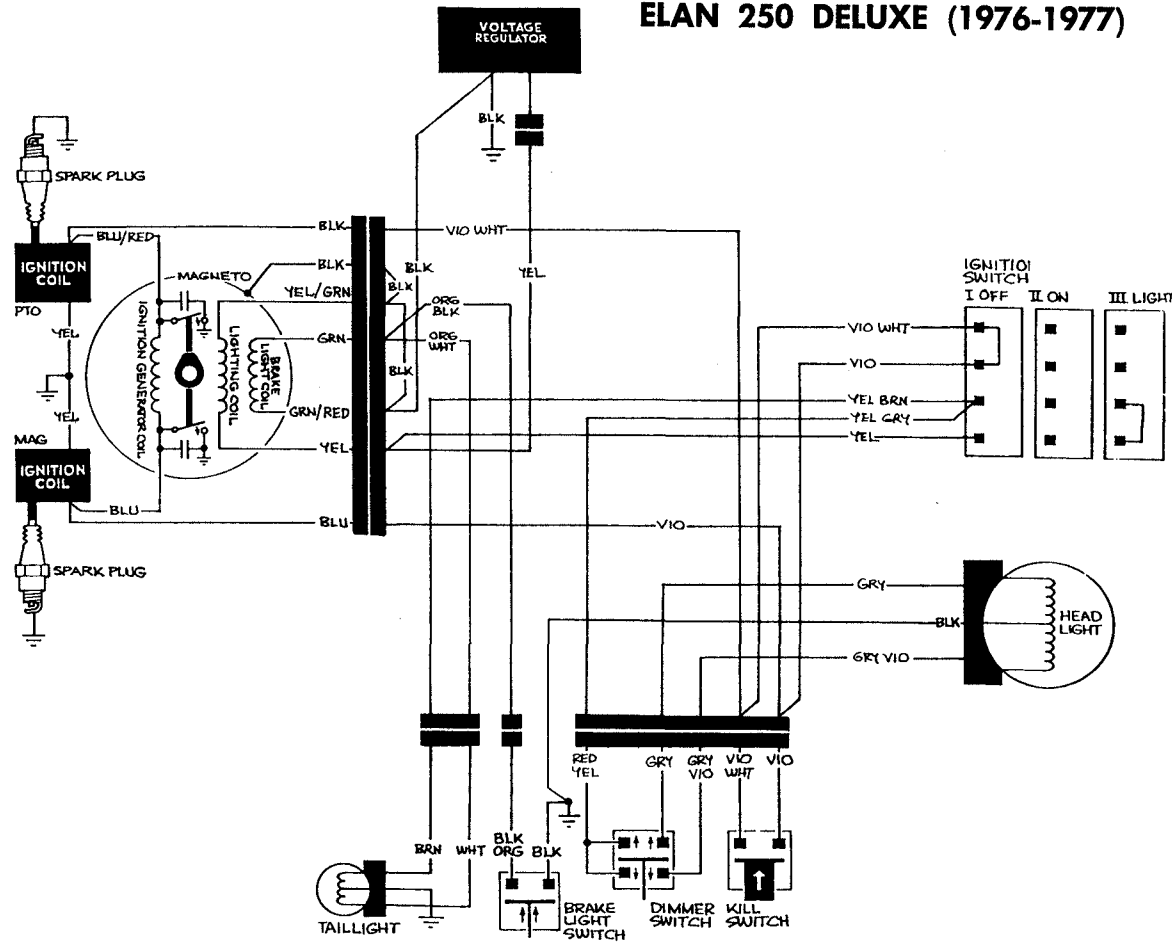 ELAN 250 DELUXE (1976-1977)
VOLTAGE
REGULATOR
BLK
SPARK PLUG
BLK
VIO WHT
BLU/RED
IGNITION
COIL
PTO
MAGNETO
BLK
BLK
YEL
YEL/GRN
BLK
ORG
BLK
IGNITIOI
SWITCH
I OFF
II ON
III LIGHT
YEL
GRN
ORG
WHT
VIO WHT
VIO
IGNITION GENERATOR COIL
LIGHTING COIL
BRAKE
LIGHT COIL
BLK
YEL BRN
YEL
GRN/RED
YEL GRY
MAG
YEL
YEL
IGNITION
COIL
BLU
BLU
VIO
SPARK PLUG
GRY
BLK
HEAD
LIGHT
GRY VIO
RED
YEL
GRY
GRY
VIO
VIO
WHT
VIO
BRN
WHT
BLK
ORG
BLK
TAILLIGHT
BRAKE
LIGHT
SWITCH
DIMMER
SWITCH
KILL
SWITCH